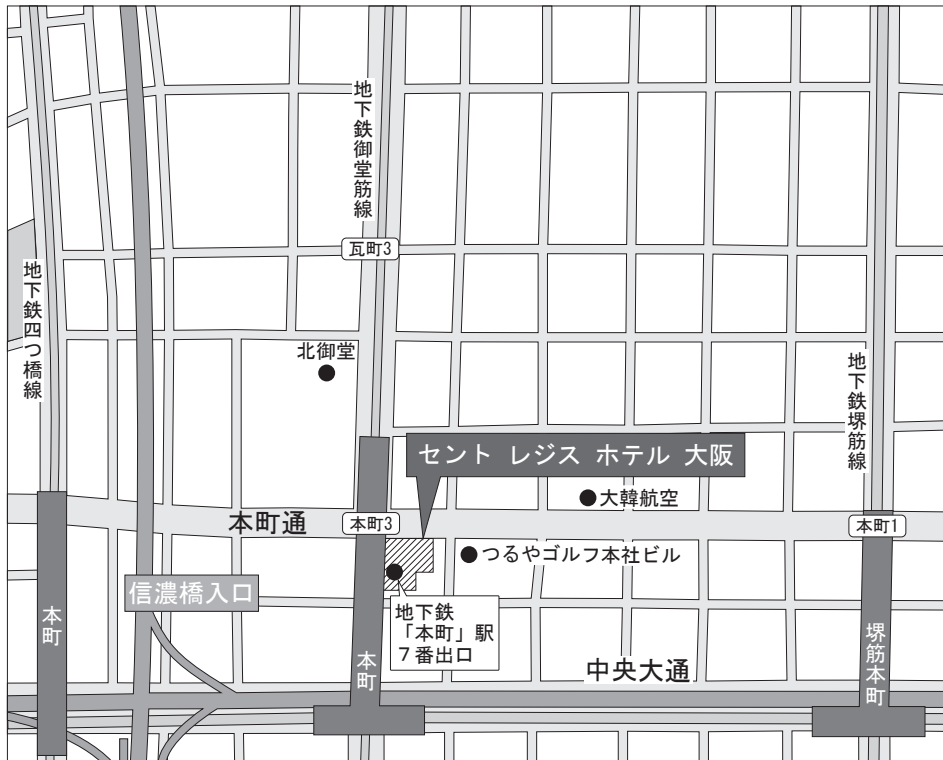 地下鉄御堂筋線
瓦町3
地下鉄四つ橋線
北御堂
地下鉄堺筋線
セント レジス ホテル 大阪
大韓航空
本町通
本町3
本町1
つるやゴルフ本社ビル
信濃橋入口
地下鉄
「本町」駅
7番出口
本町
本町
堺筋本町
中央大通